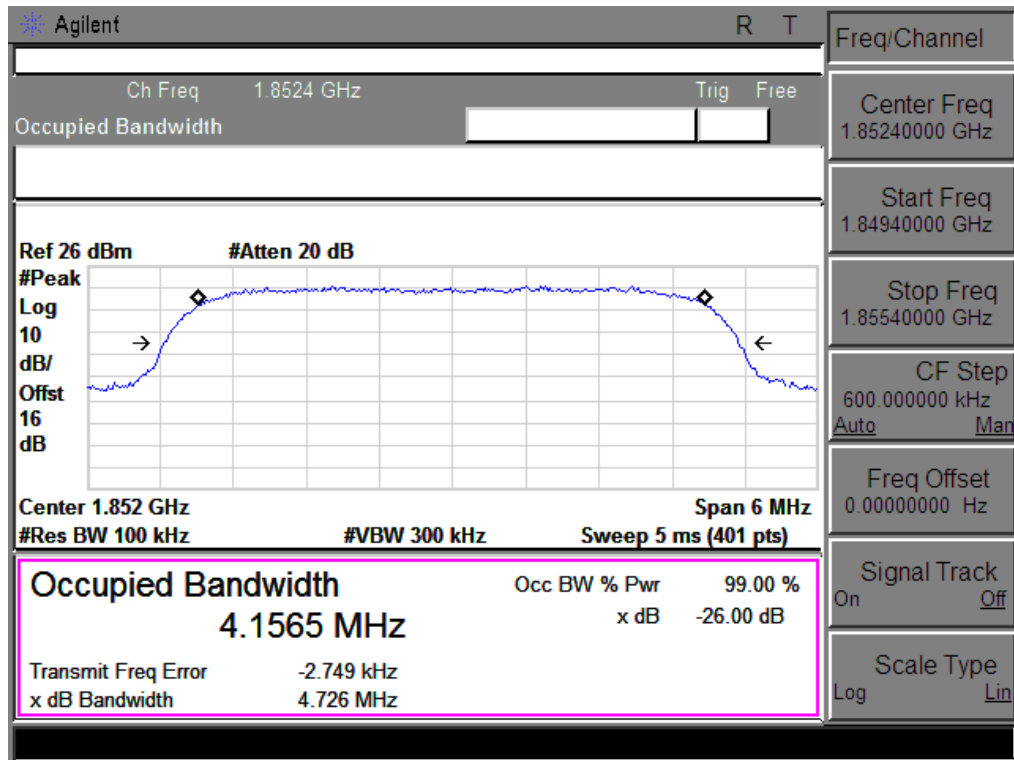 Agilent R T
Freq/Channel
Ch Freq 1.8524 GHz Trig Free
Occupied Bandwidth
Center Freq
1.85240000 GHz
Start Freq
1.84940000 GHz
Ref 26 dBm #Atten 20 dB
#Peak
Log
10
dB/
Offst
16
dB
Stop Freq
1.85540000 GHz
CF Step
600.000000 kHz
Auto Man
Center 1.852 GHz Span 6 MHz
#Res BW 100 kHz #VBW 300 kHz Sweep 5 ms (401 pts)
Freq Offset
0.00000000 Hz
Occupied Bandwidth
4.1565 MHz
Occ BW % Pwr 99.00 %
x dB -26.00 dB
Transmit Freq Error -2.749 kHz
x dB Bandwidth 4.726 MHz
Signal Track
On Off
Scale Type
Log Lin